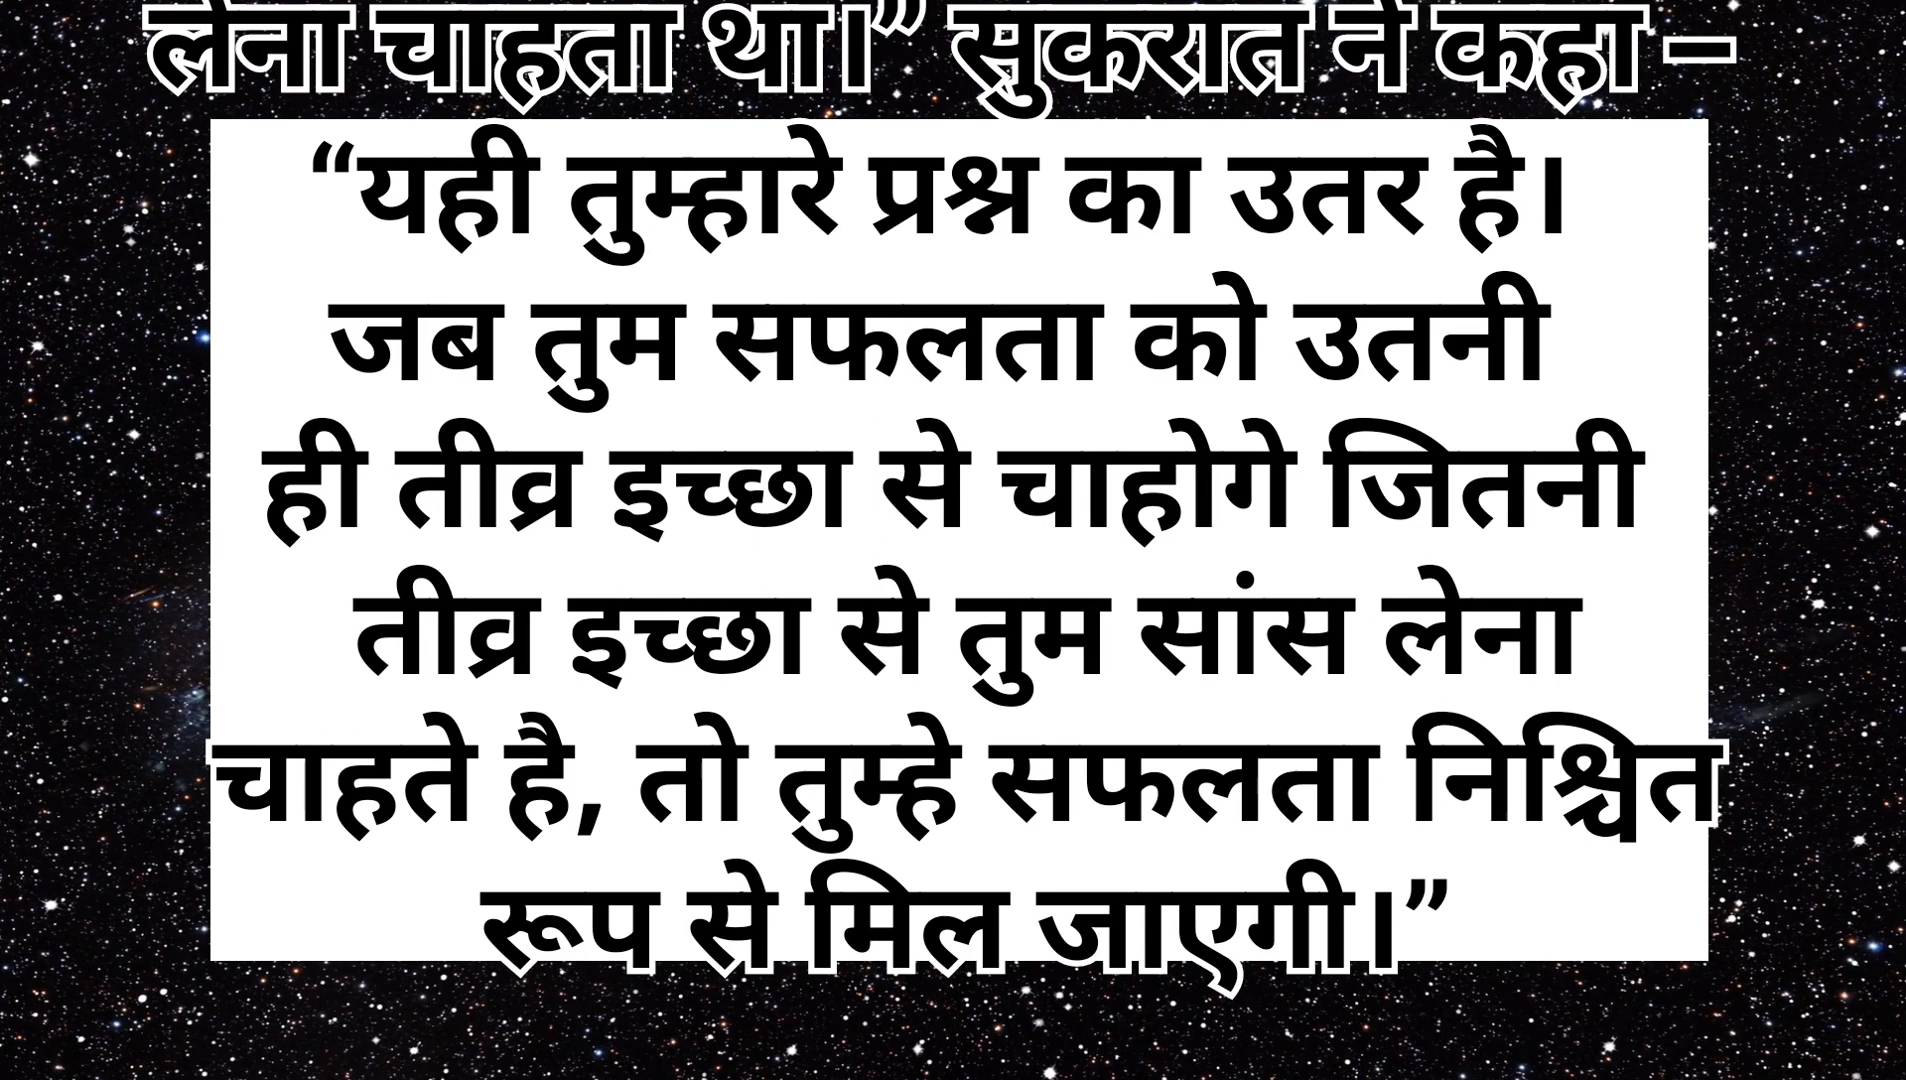 लेना चाहता था।” सुकरात ने कहा –
“यही तुम्हारे प्रश्न का उतर है।
जब तुम सफलता को उतनी
ही तीव्र इच्छा से चाहोगे जितनी
तीव्र इच्छा से तुम सांस लेना
चाहते है, तो तुम्हे सफलता निश्चित
रूप से मिल जाएगी।”